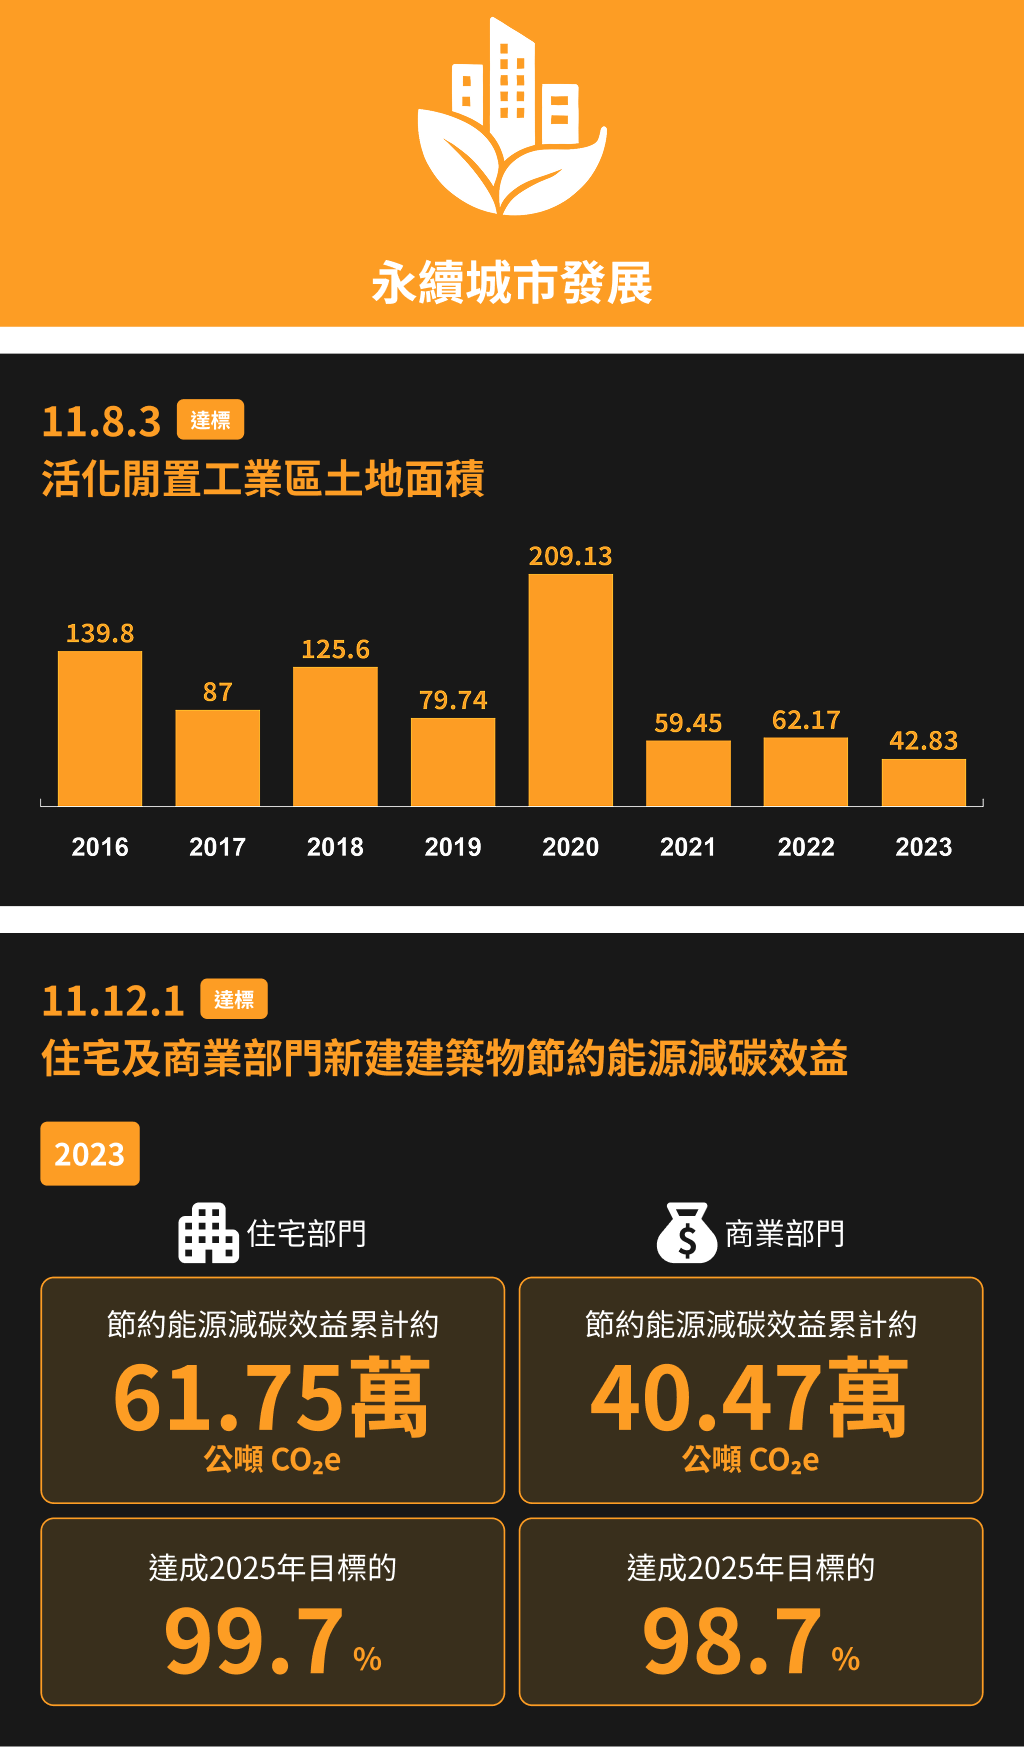 永續城市發展
11.8.3 達標
活化閒置工業區土地面積
139.8 87 125.6 79.74 209.13 59.45 62.17 42.83
2016 2017 2018 2019 2020 2021 2022 2023
11.12.1 達標
住宅及商業部門新建建築物節約能源減碳效益
2023
住宅部門
節約能源減碳效益累計約
61.75萬
公噸 CO₂e
達成2025年目標的
99.7 %
$ 商業部門
節約能源減碳效益累計約
40.47萬
公噸 CO₂e
達成2025年目標的
98.7 %